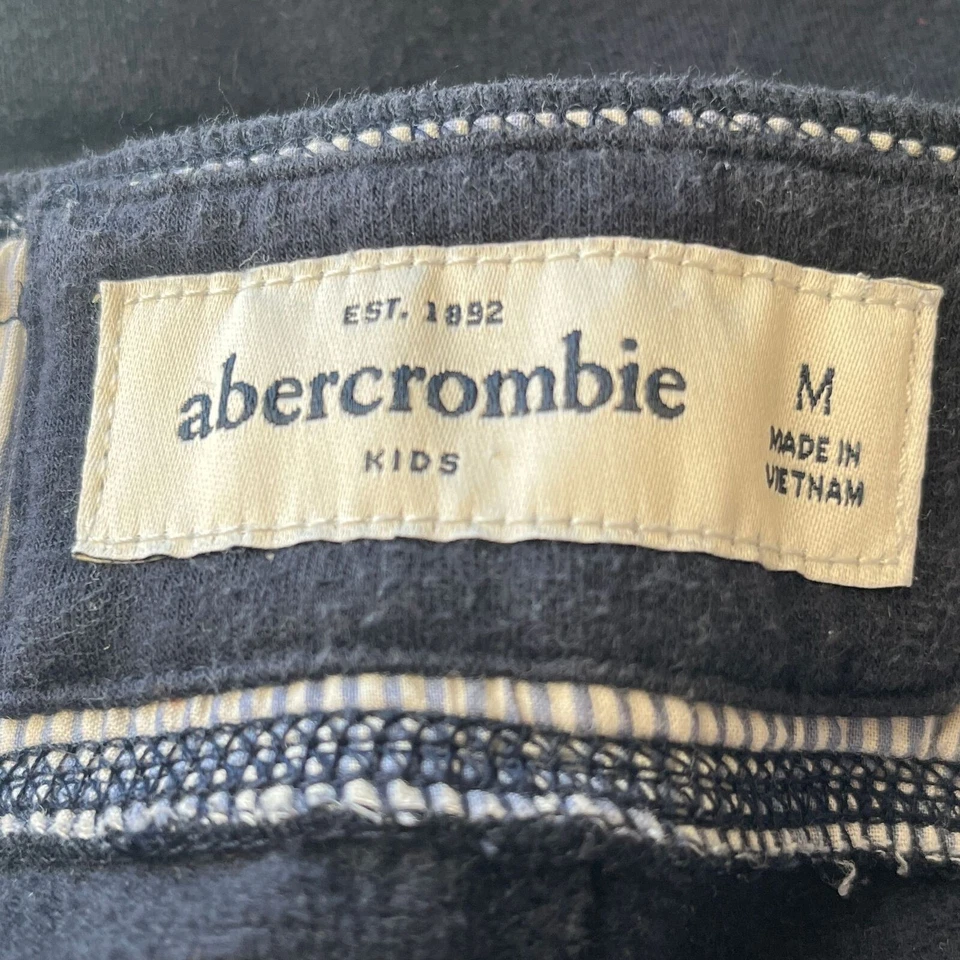 EST. 1892
abercrombie
KIDS
M
MADE IN
VIETNAM